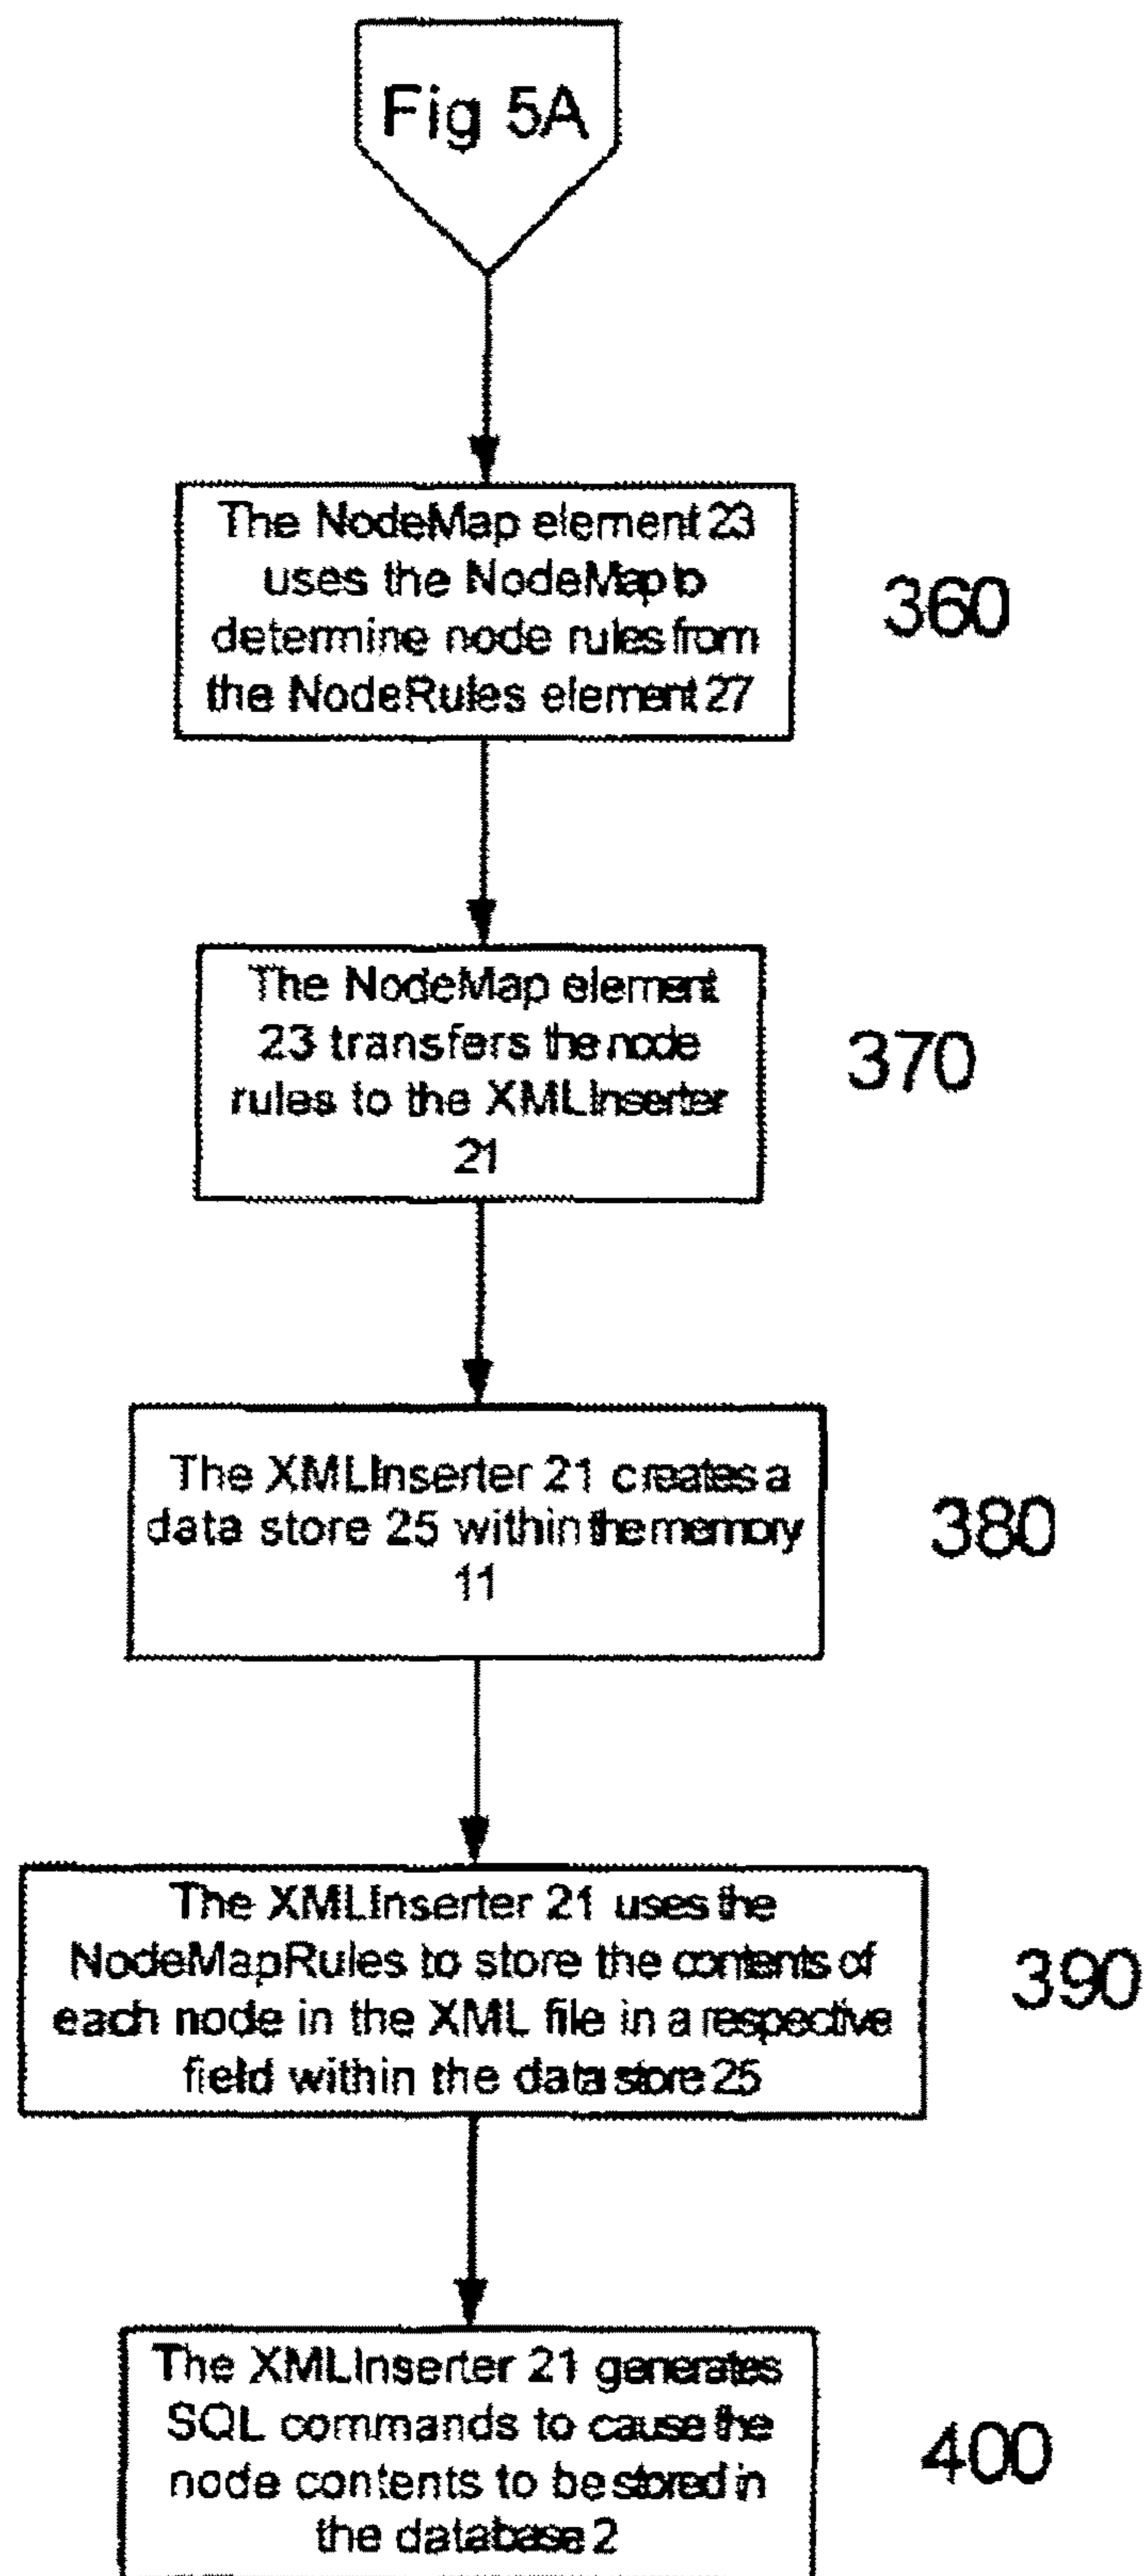 Fig 5A
The NodeMap element 23
uses the NodeMap to
determine node rules from
the NodeRules element 27
360
The NodeMap element
23 transfers the node
rules to the XMLInserter
21
370
The XMLInserter 21 creates a
data store 25 within the memory
11
380
The XMLInserter 21 uses the
NodeMapRules to store the contents of
each node in the XML file in a respective
field within the data store 25
390
The XMLInserter 21 generates
SQL commands to cause the
node contents to be stored in
the database 2
400